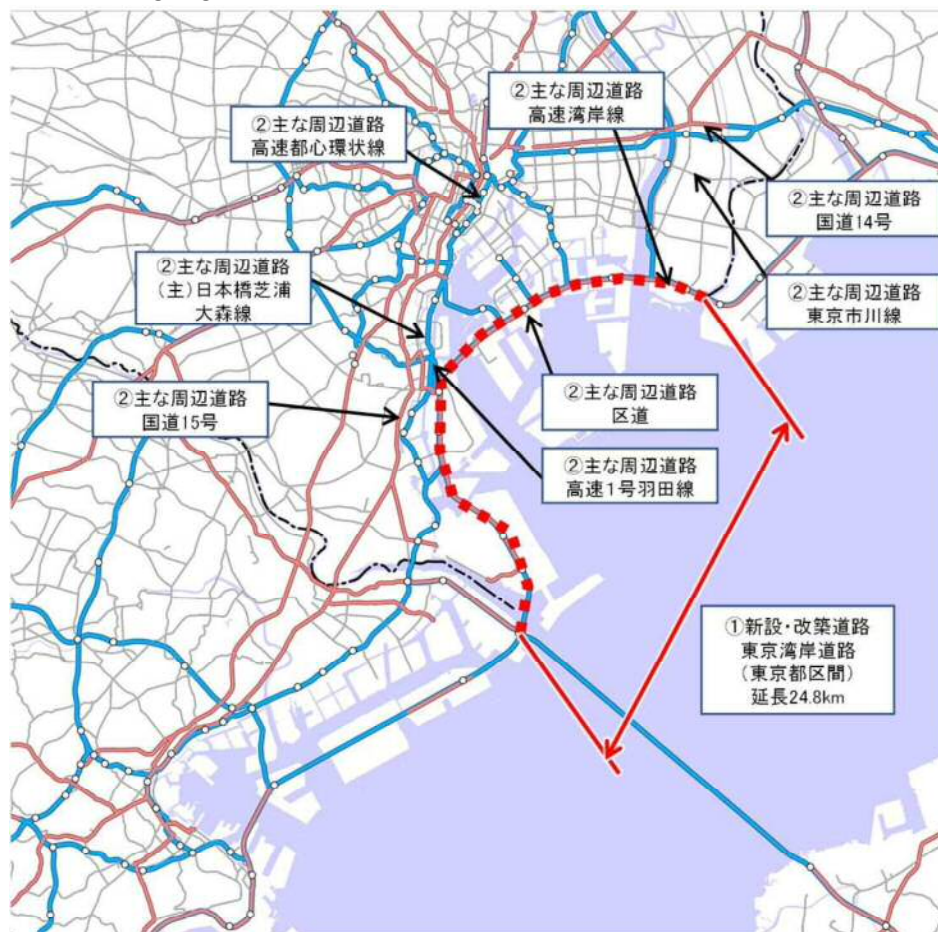 ②主な周辺道路
高速湾岸線
②主な周辺道路
高速都心環状線
②主な周辺道路
国道14号
②主な周辺道路
(主)日本橋芝浦
大森線
②主な周辺道路
東京市川線
②主な周辺道路
国道15号
②主な周辺道路
区道
②主な周辺道路
高速1号羽田線
①新設・改築道路
東京湾岸道路
(東京都区間)
延長24.8km